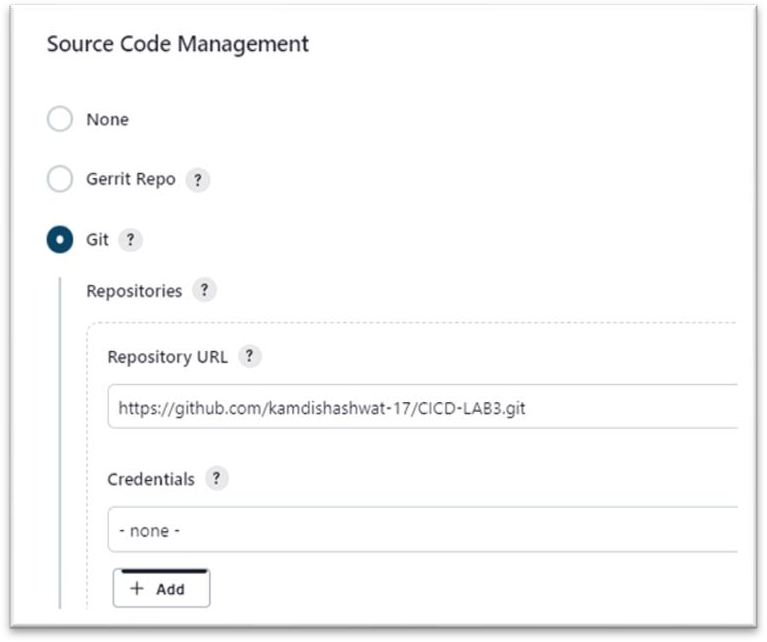 Source Code Management
None
Gerrit Repo ?
Git ?
Repositories ?
Repository URL ?
https://github.com/kamdishashwat-17/CICD-LAB3.git
Credentials ?
- none -
+ Add